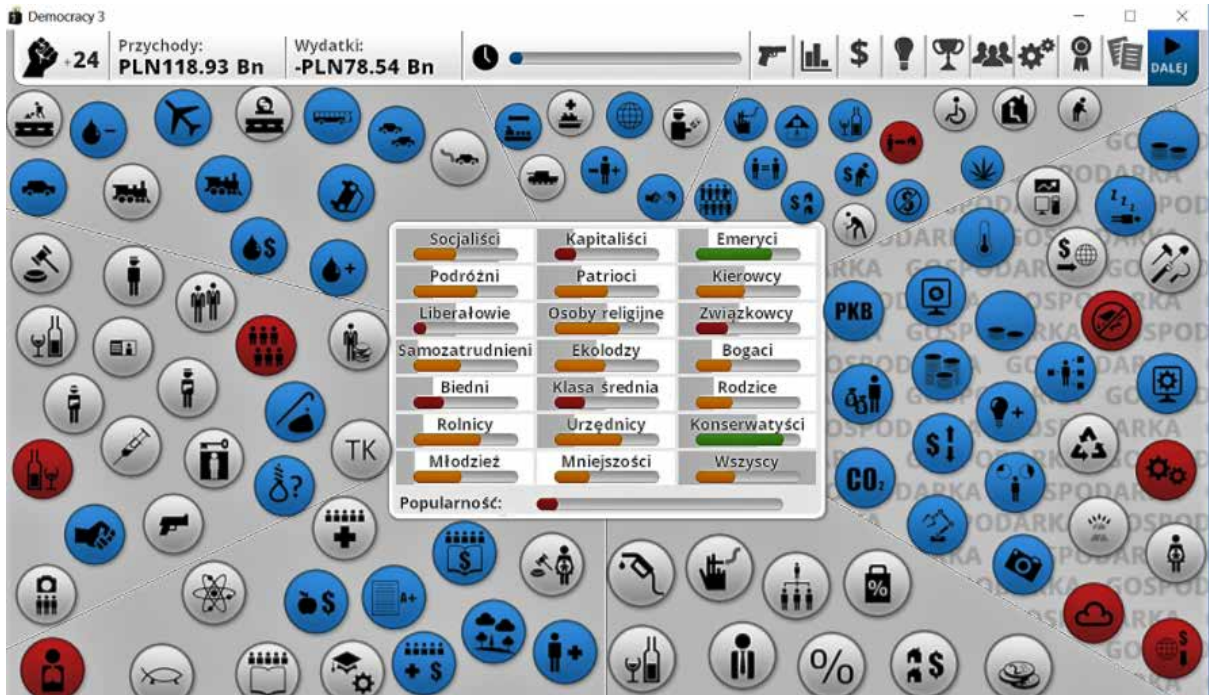 Democracy 3
+24
Przychody:
PLN118.93 Bn
Wydatki:
-PLN78.54 Bn
DALEJ
Socjaliści Kapitaliści Emeryci
Podróżni Patrioci Kierowcy
Liberałowie Osoby religijne Związkowcy
Samozatrudnieni Ekolodzy Bogaci
Biedni Klasa średnia Rodzice
Rolnicy Urzędnicy Konserwatyści
Młodzież Mniejszości Wszyscy
Popularność:
TK
PKB
CO₂
GOSPODARKA
A+
%